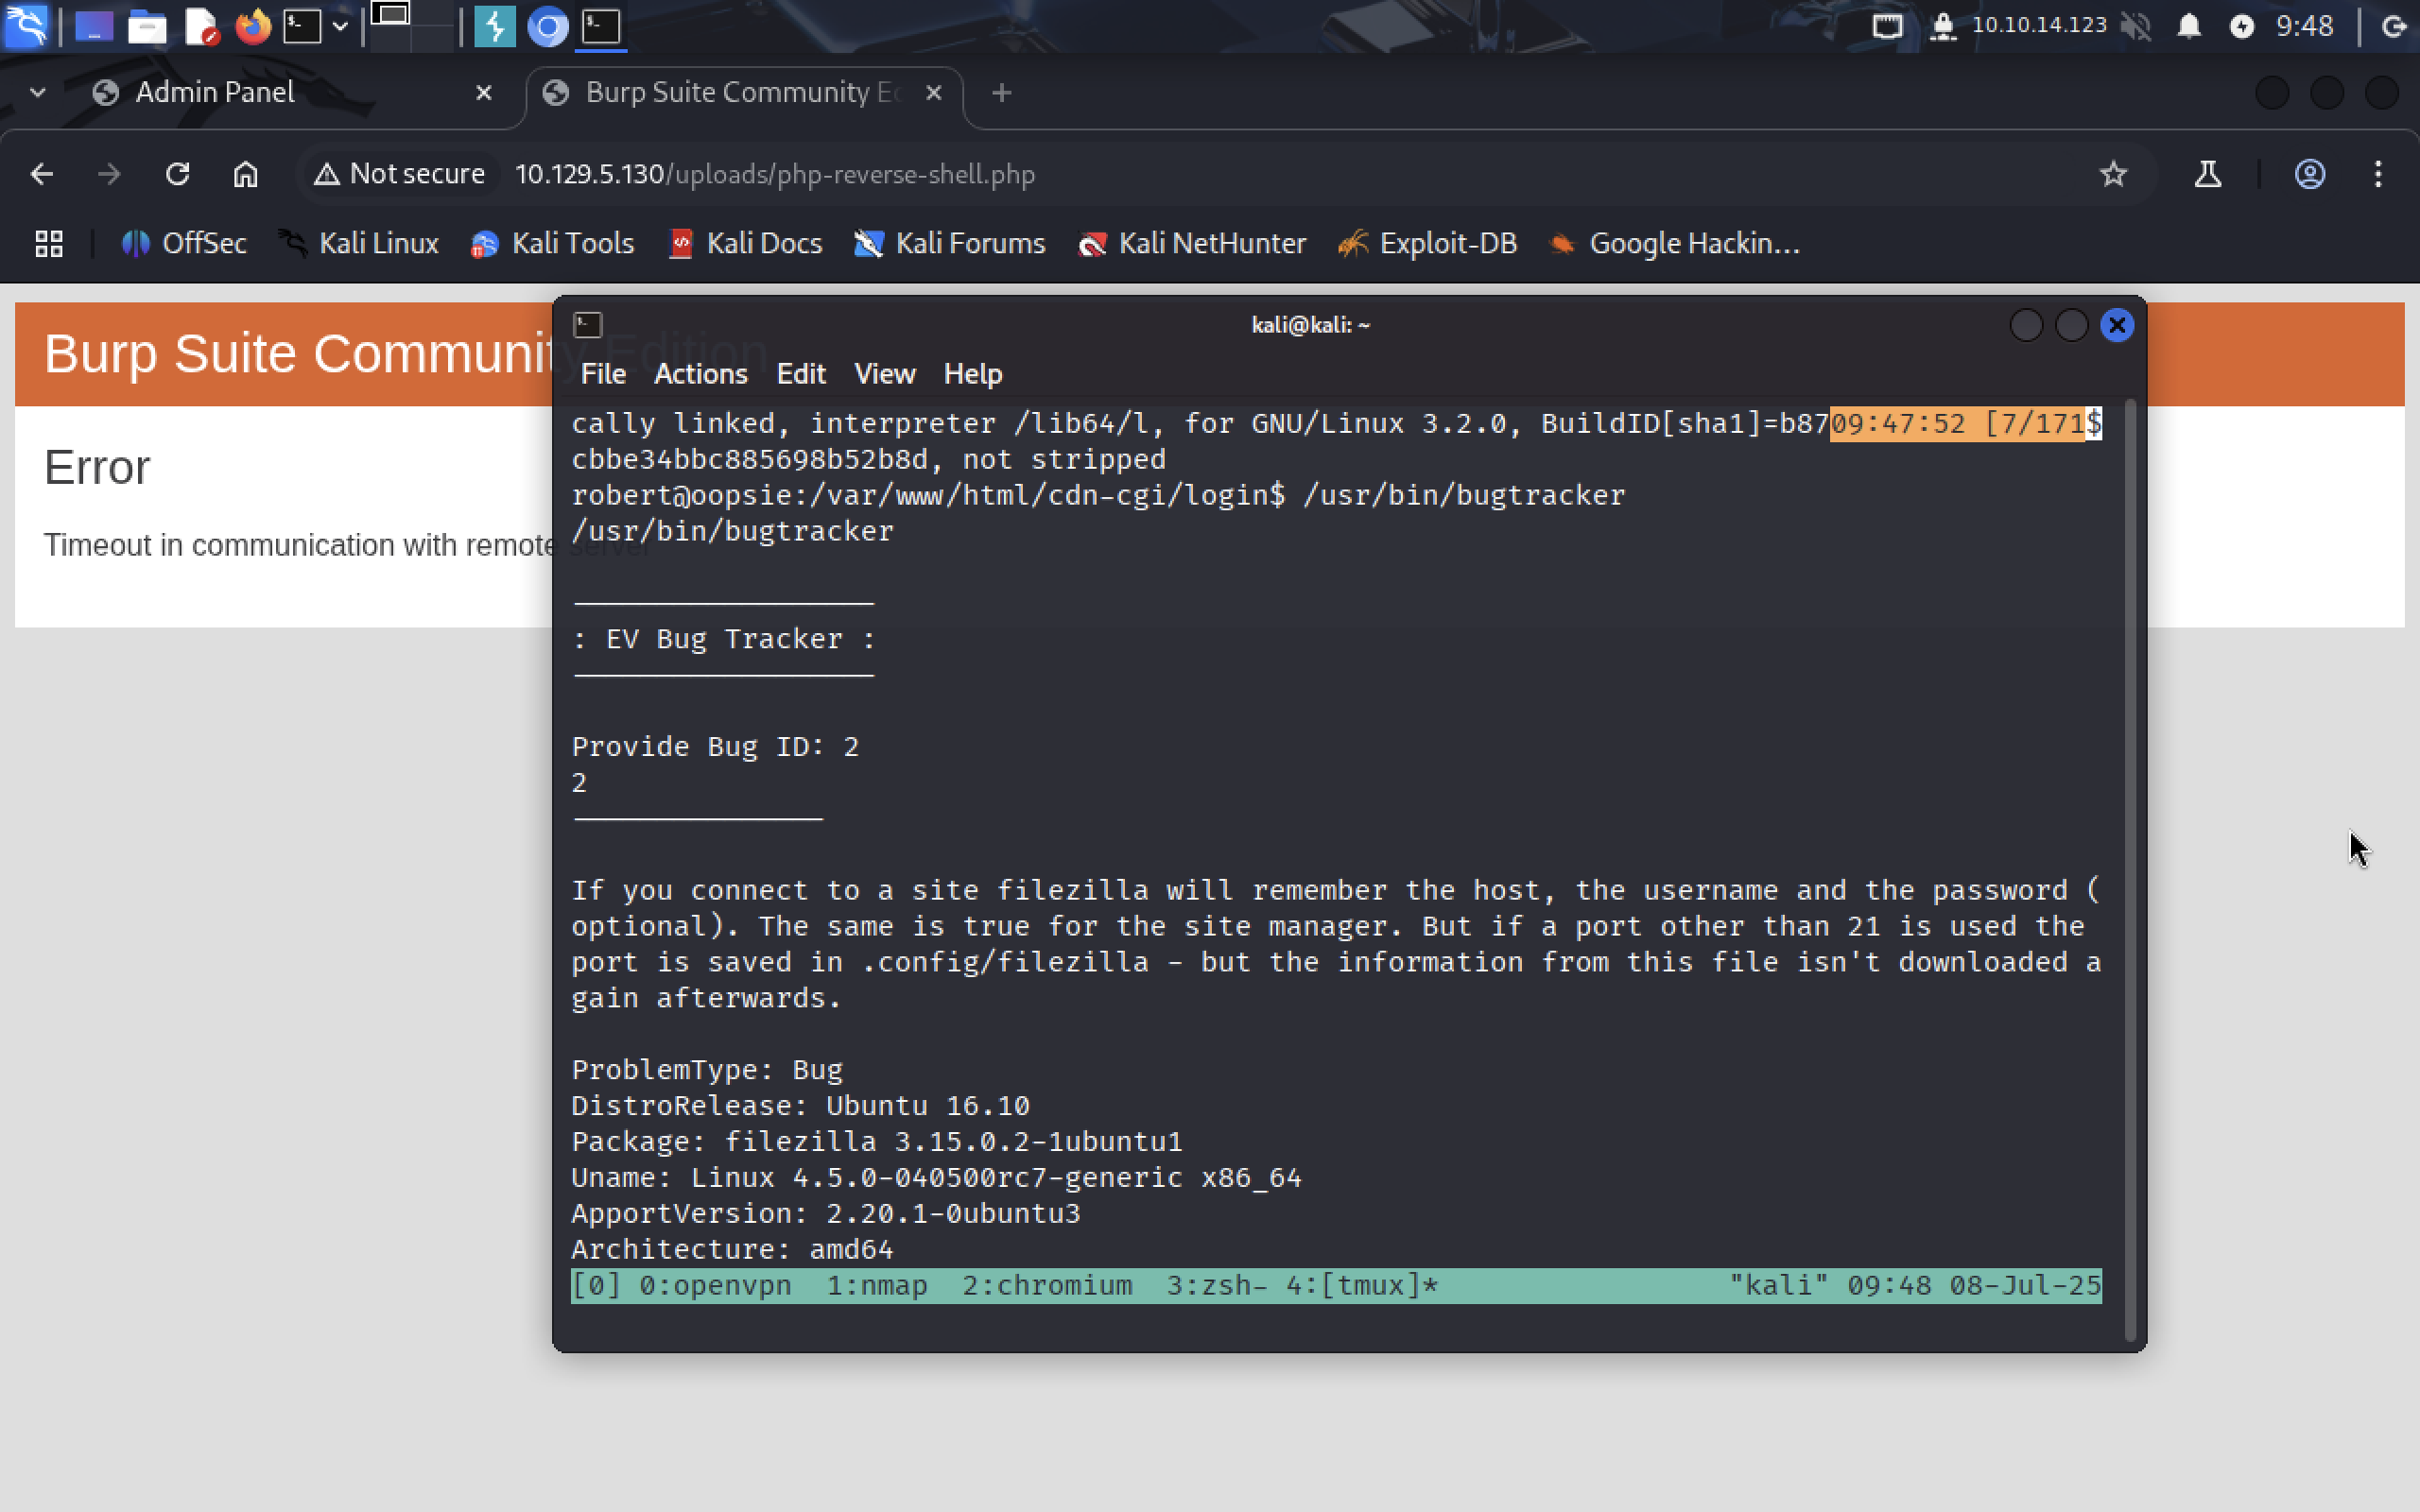 10.10.14.123
9:48
Admin Panel
Burp Suite Community Ed
Not secure
10.129.5.130/uploads/php-reverse-shell.php
OffSec
Kali Linux
Kali Tools
Kali Docs
Kali Forums
Kali NetHunter
Exploit-DB
Google Hackin...
Burp Suite Community Edition
Error
Timeout in communication with remote server
kali@kali: ~
File Actions Edit View Help
cally linked, interpreter /lib64/l, for GNU/Linux 3.2.0, BuildID[sha1]=b8709:47:52 [7/171$
cbbe34bbc885698b52b8d, not stripped
robert@oopsie:/var/www/html/cdn-cgi/login$ /usr/bin/bugtracker
/usr/bin/bugtracker
------------------
: EV Bug Tracker :
------------------
Provide Bug ID: 2
2
---------------
If you connect to a site filezilla will remember the host, the username and the password (
optional). The same is true for the site manager. But if a port other than 21 is used the
port is saved in .config/filezilla - but the information from this file isn't downloaded a
gain afterwards.
ProblemType: Bug
DistroRelease: Ubuntu 16.10
Package: filezilla 3.15.0.2-1ubuntu1
Uname: Linux 4.5.0-040500rc7-generic x86_64
ApportVersion: 2.20.1-0ubuntu3
Architecture: amd64
[0] 0:openvpn 1:nmap 2:chromium 3:zsh- 4:[tmux]* "kali" 09:48 08-Jul-25